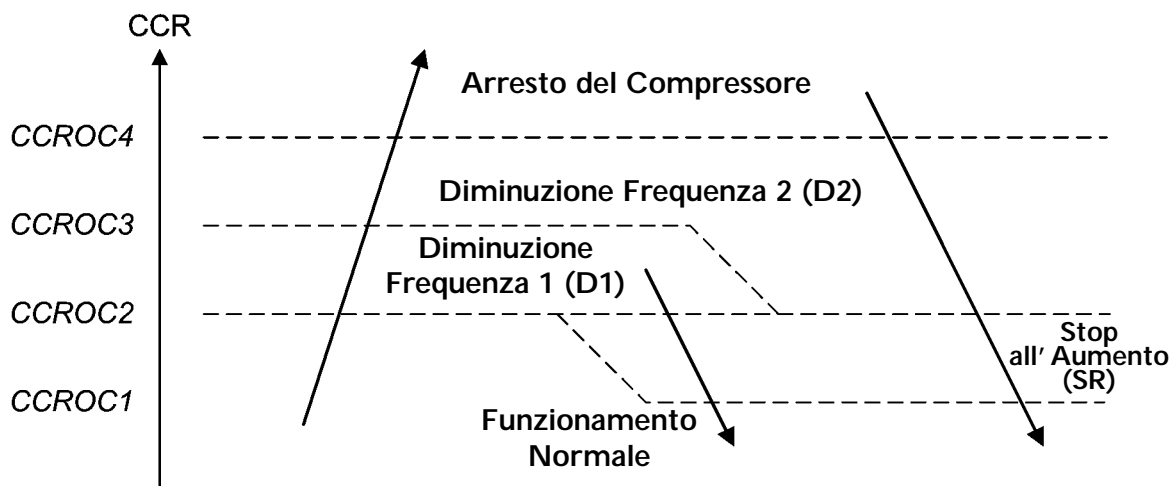 CCR
Arresto del Compressore
CCROC4
Diminuzione Frequenza 2 (D2)
CCROC3
Diminuzione
Frequenza 1 (D1)
CCROC2
Stop
all' Aumento
(SR)
CCROC1
Funzionamento
Normale